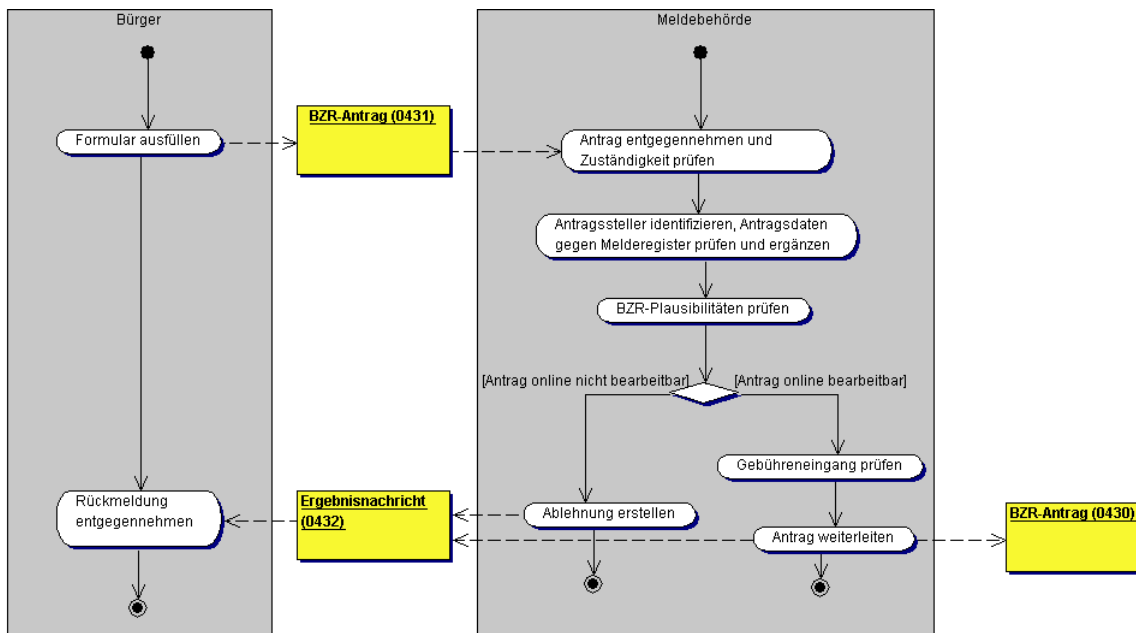 Bürger
Meldebehörde
BZR-Antrag (0431)
Formular ausfüllen
Antrag entgegennehmen und
Zuständigkeit prüfen
Antragssteller identifizieren, Antragsdaten
gegen Melderegister prüfen und ergänzen
BZR-Plausibilitäten prüfen
[Antrag online nicht bearbeitbar]
[Antrag online bearbeitbar]
Gebühreneingang prüfen
Rückmeldung
entgegennehmen
Ergebnisnachricht
(0432)
Ablehnung erstellen
Antrag weiterleiten
BZR-Antrag (0430)